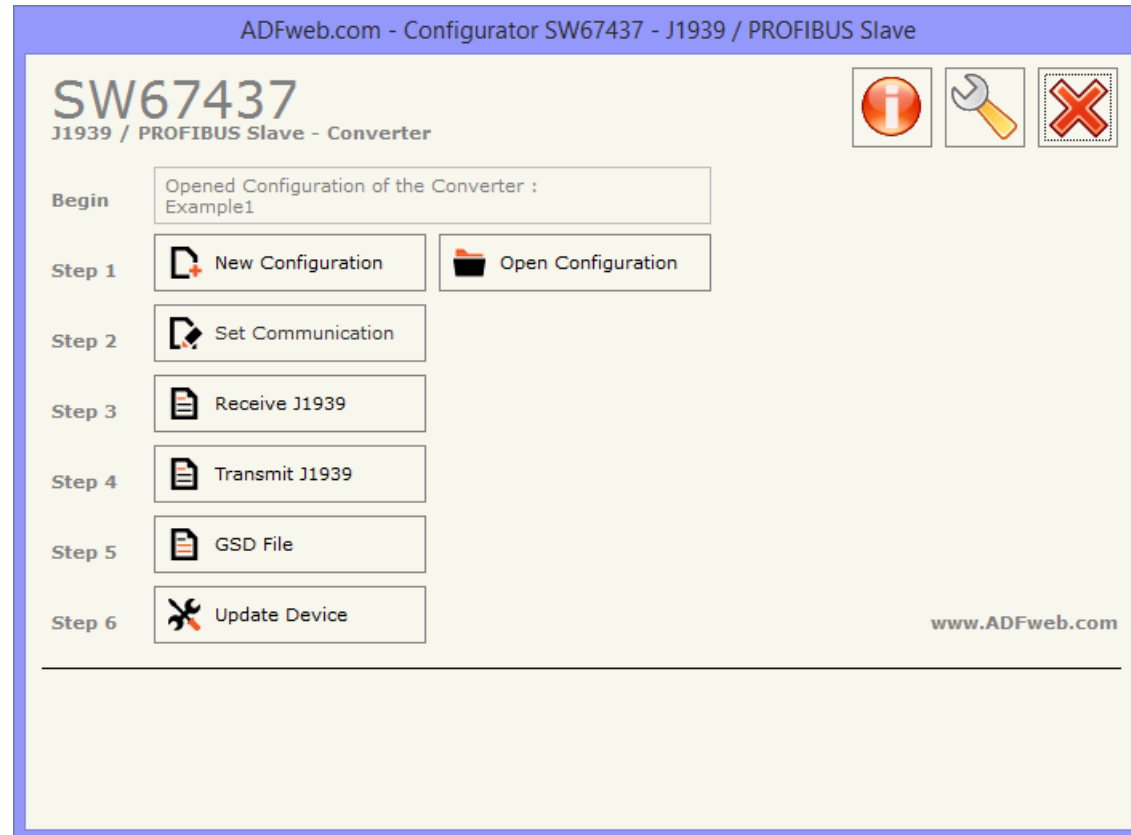 ADFweb.com - Configurator SW67437 - J1939 / PROFIBUS Slave
SW67437
J1939 / PROFIBUS Slave - Converter
Begin
Opened Configuration of the Converter :
Example1
Step 1
New Configuration
Open Configuration
Step 2
Set Communication
Step 3
Receive J1939
Step 4
Transmit J1939
Step 5
GSD File
Step 6
Update Device
www.ADFweb.com